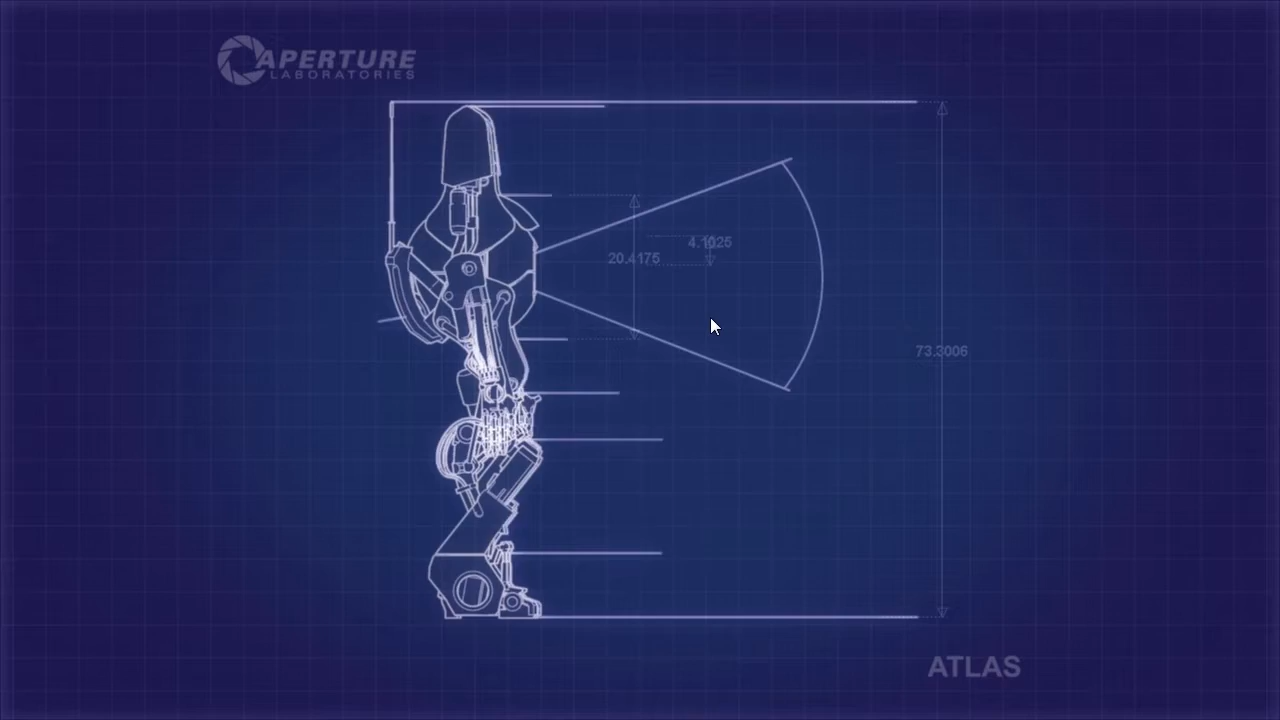 APERTURE
LABORATORIES
4.1025
20.4175
73.3006
ATLAS